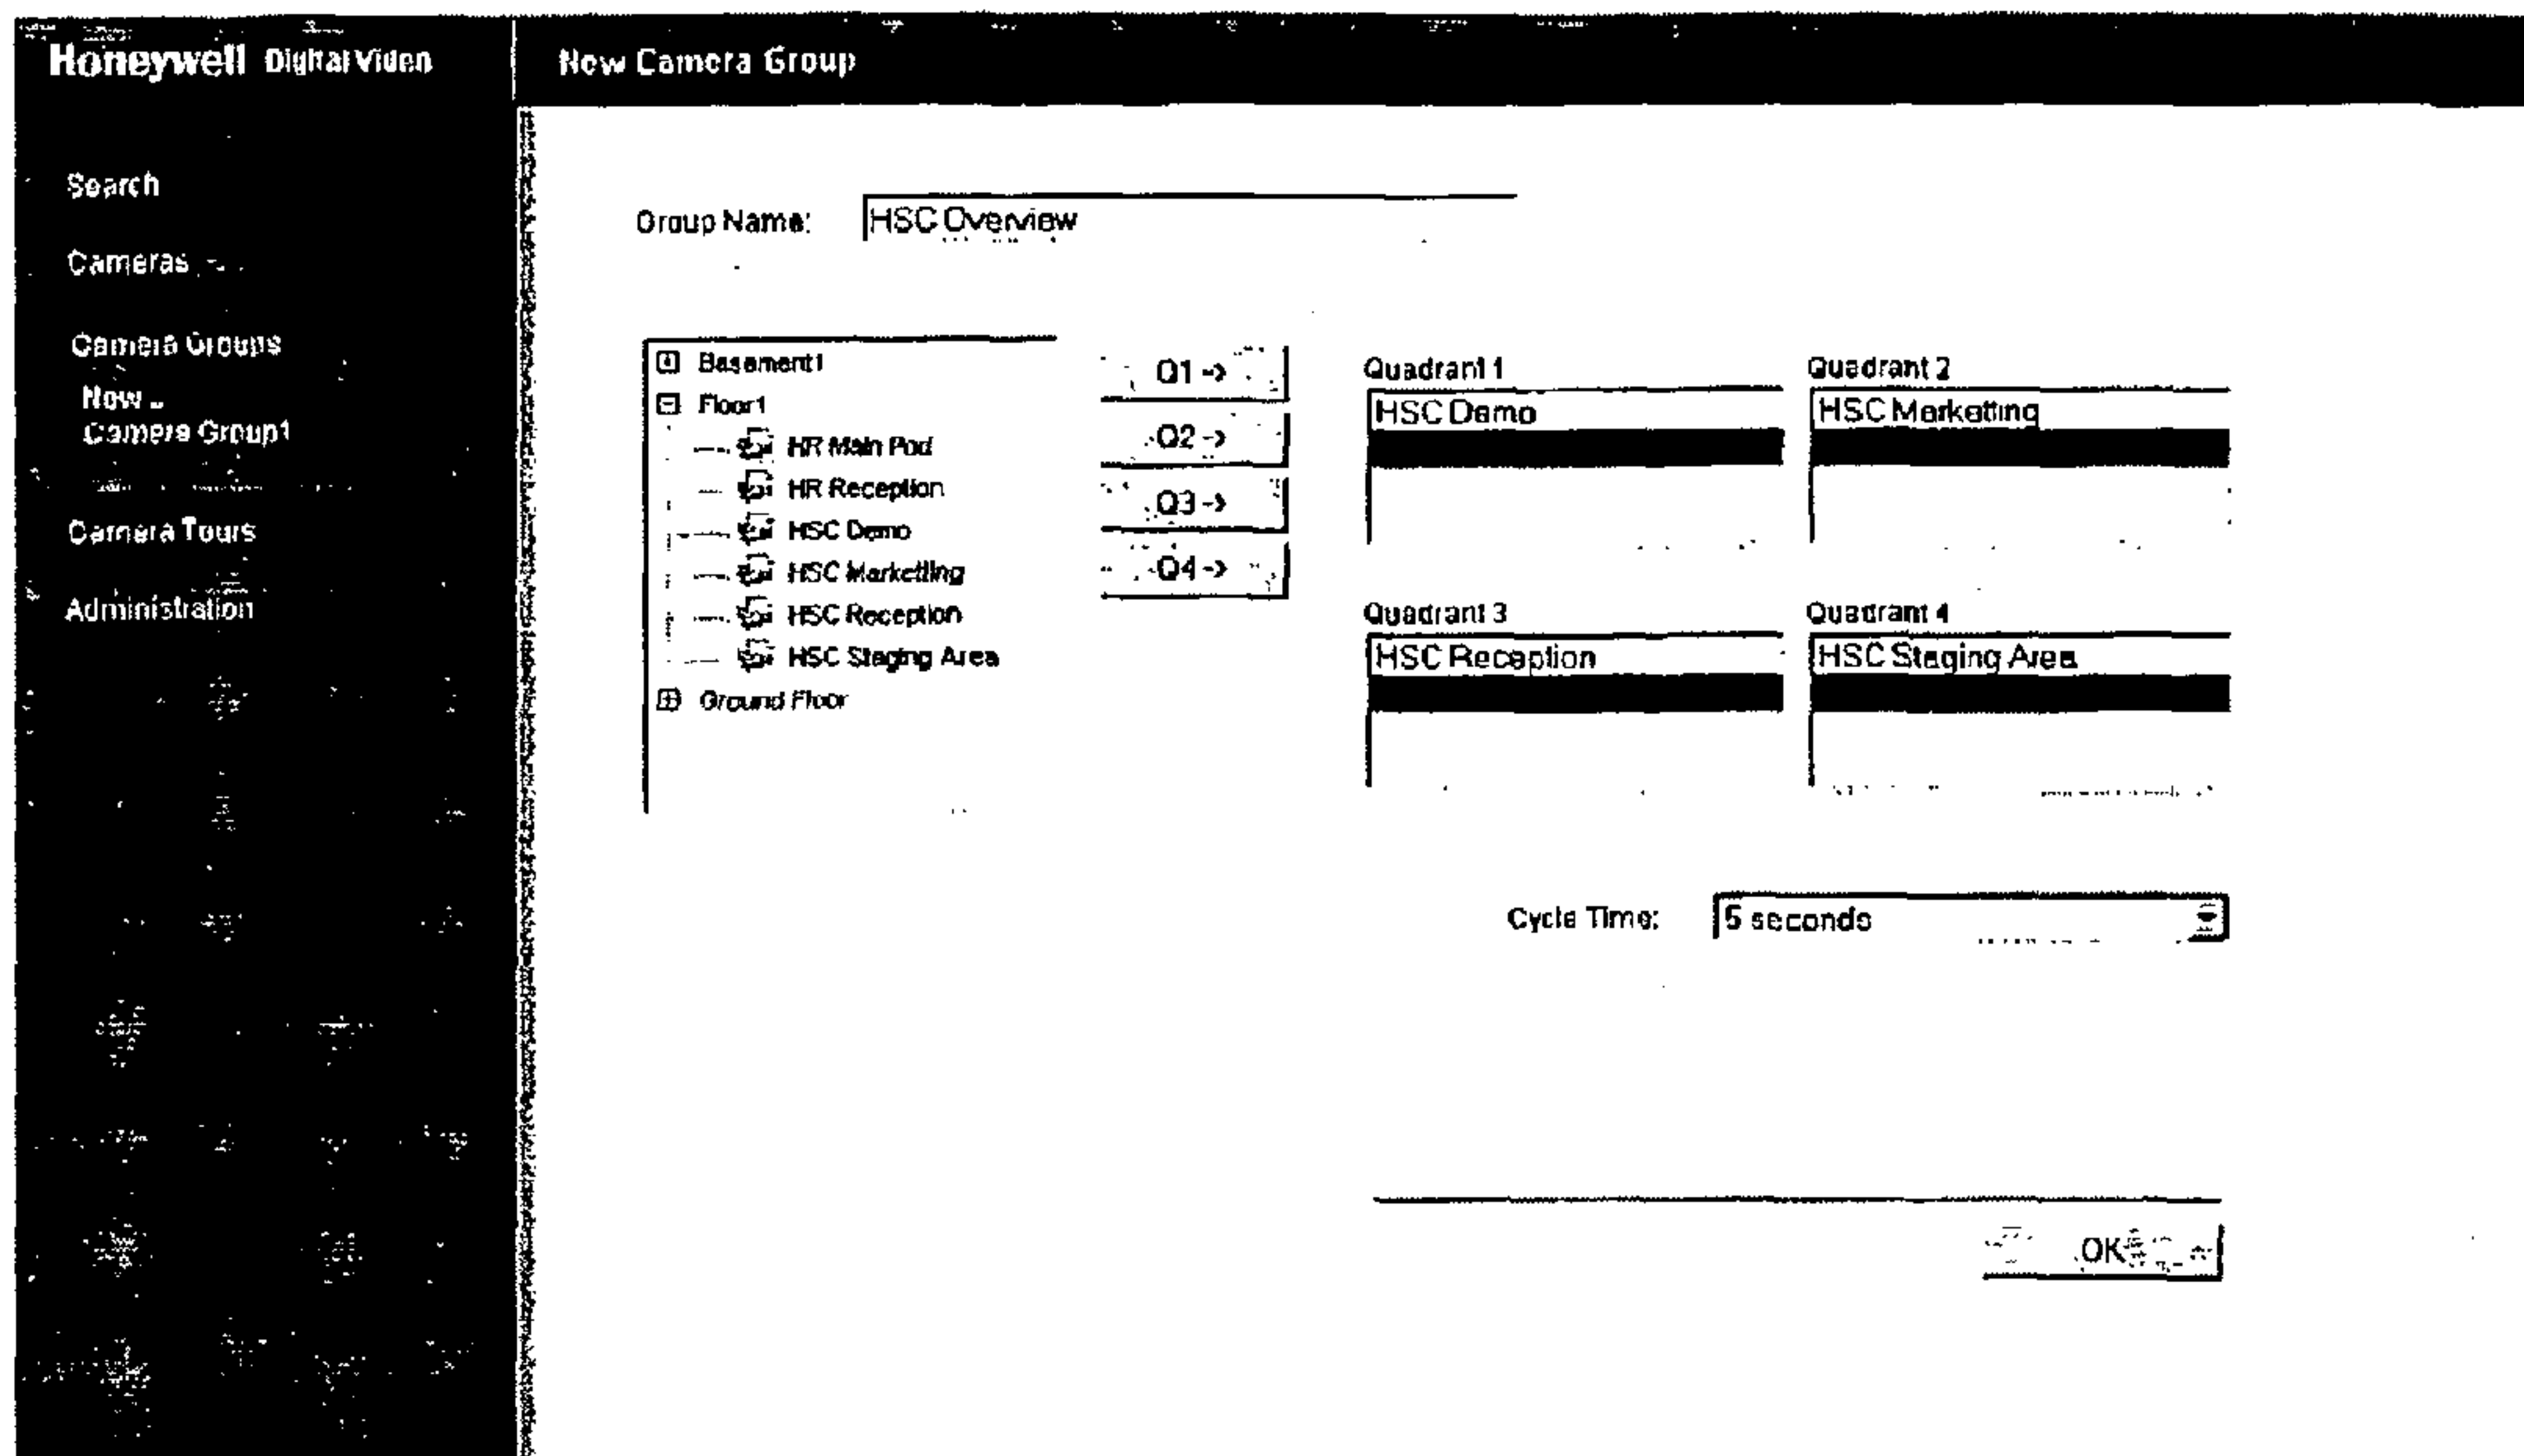 Honeywell Digital Video
New Camera Group
Search
Cameras
Camera Groups
New
Camera Group1
Camera Tours
Administration
Group Name: HSC Overview
Basement1
Floor1
HR Main Pod
HR Reception
HSC Demo
HSC Marketting
HSC Reception
HSC Staging Area
Ground Floor
Q1 ->
Q2 ->
Q3 ->
Q4 ->
Quadrant 1
HSC Demo
Quadrant 2
HSC Marketting
Quadrant 3
HSC Reception
Quadrant 4
HSC Staging Area
Cycle Time: 5 seconds
OK